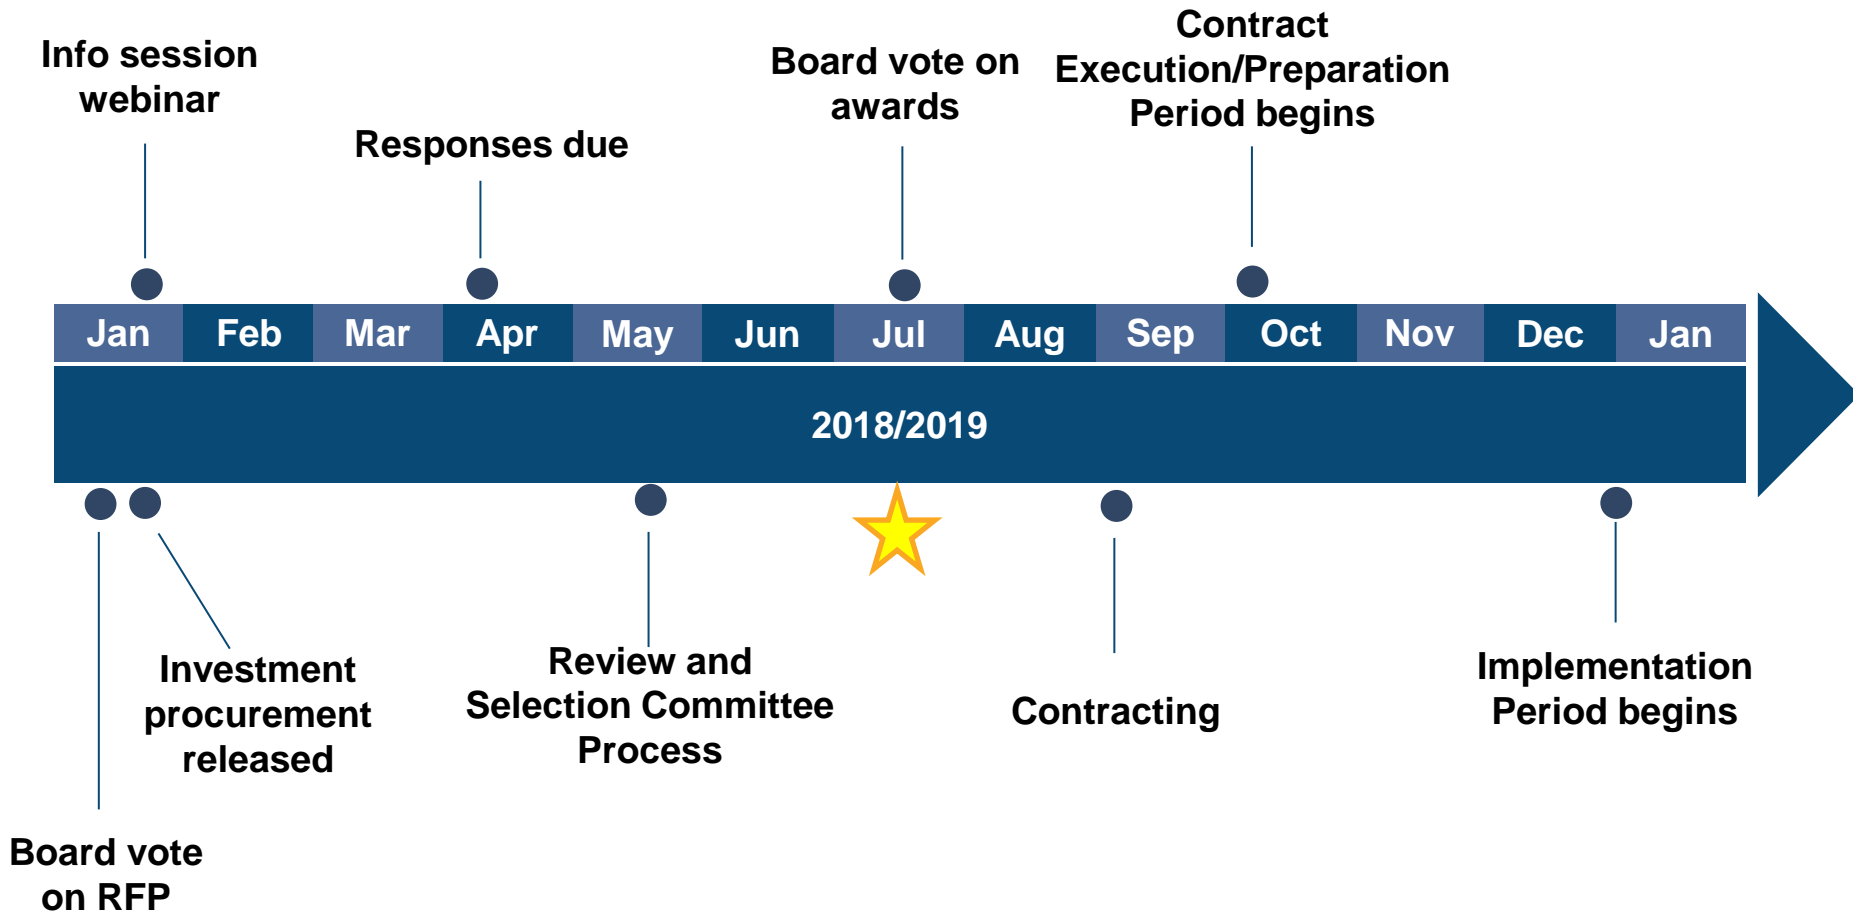 Info session
webinar
Responses due
Board vote on
awards
Contract
Execution/Preparation
Period begins
Jan Feb Mar Apr May Jun Jul Aug Sep Oct Nov Dec Jan
2018/2019
Board vote
on RFP
Investment
procurement
released
Review and
Selection Committee
Process
Contracting
Implementation
Period begins